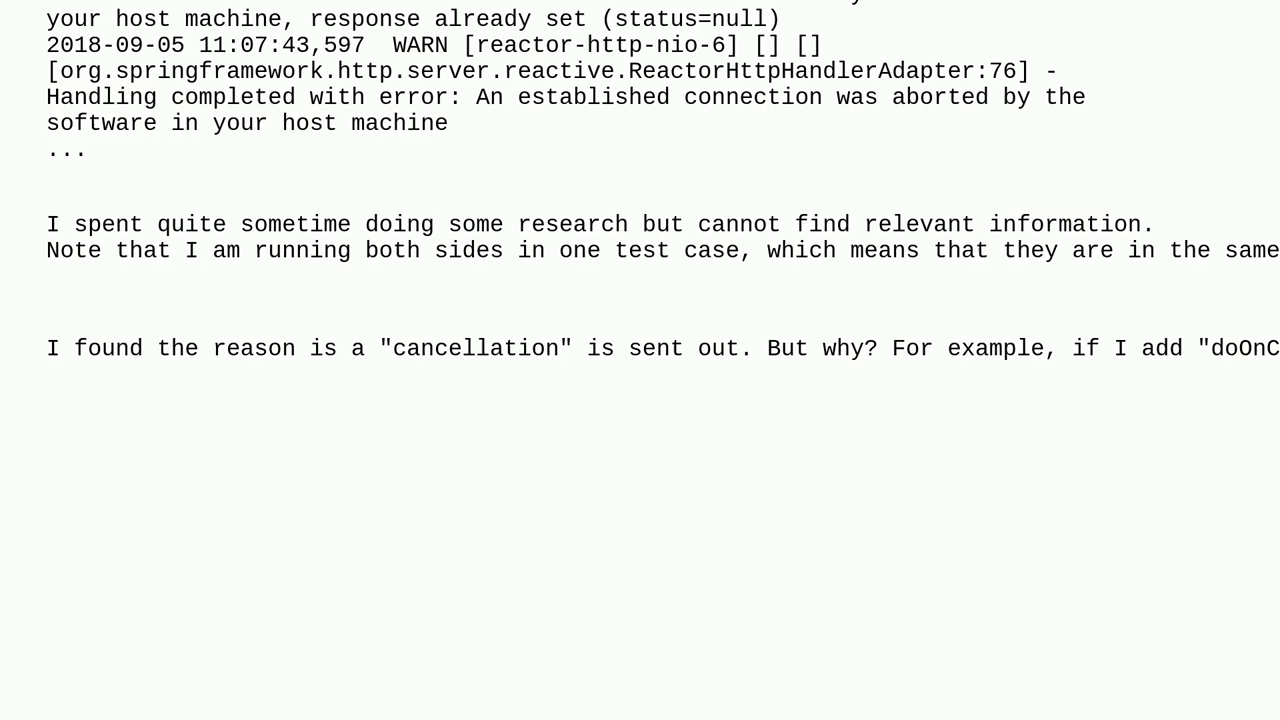 your host machine, response already set (status=null)
2018-09-05 11:07:43,597  WARN [reactor-http-nio-6] [] []
[org.springframework.http.server.reactive.ReactorHttpHandlerAdapter:76] -
Handling completed with error: An established connection was aborted by the
software in your host machine
...
I spent quite sometime doing some research but cannot find relevant information.
Note that I am running both sides in one test case, which means that they are in the same
I found the reason is a "cancellation" is sent out. But why? For example, if I add "doOnC